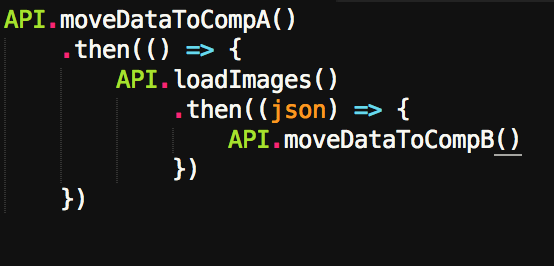 API.moveDataToCompA()
.then(() => {
API.loadImages()
.then((json) => {
API.moveDataToCompB()
})
})